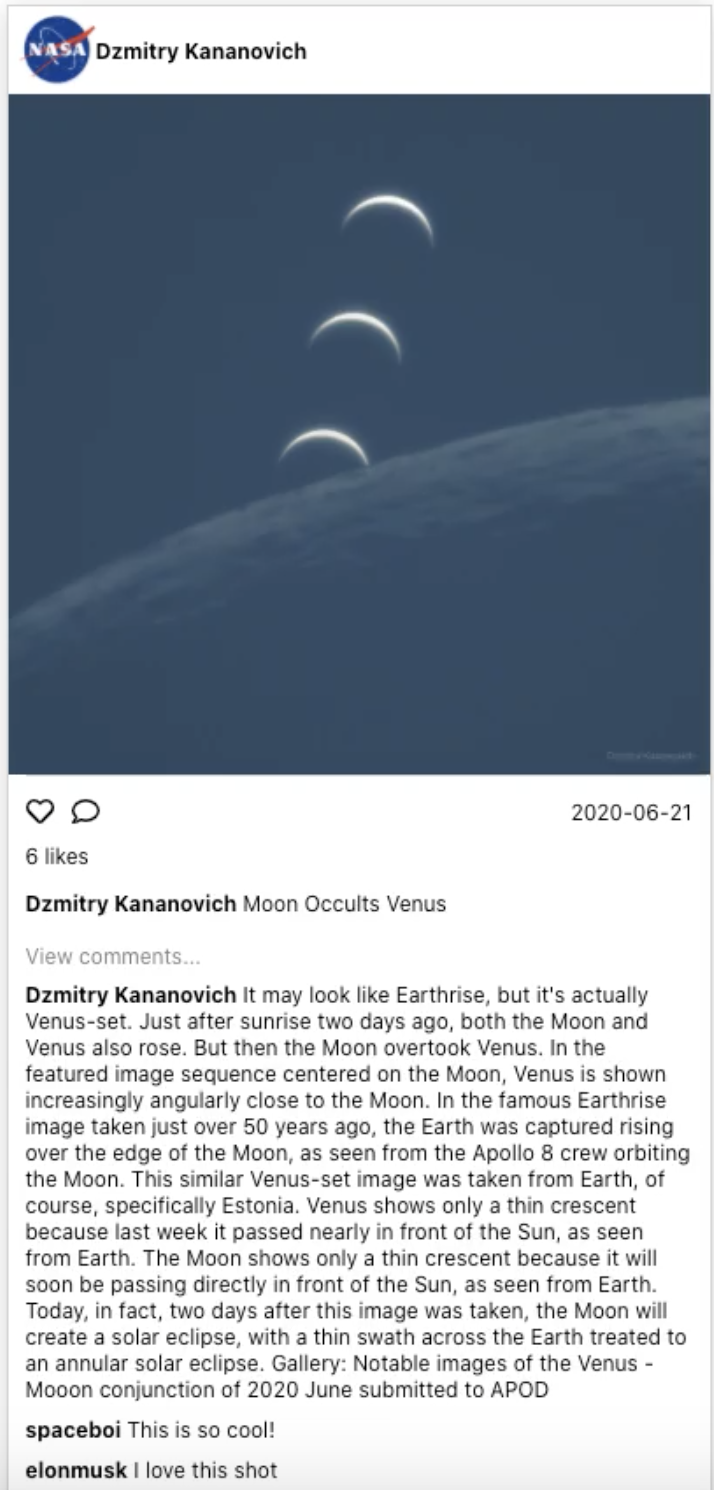 NASA Dzmitry Kananovich
2020-06-21
6 likes
Dzmitry Kananovich Moon Occults Venus
View comments...
Dzmitry Kananovich It may look like Earthrise, but it's actually
Venus-set. Just after sunrise two days ago, both the Moon and
Venus also rose. But then the Moon overtook Venus. In the
featured image sequence centered on the Moon, Venus is shown
increasingly angularly close to the Moon. In the famous Earthrise
image taken just over 50 years ago, the Earth was captured rising
over the edge of the Moon, as seen from the Apollo 8 crew orbiting
the Moon. This similar Venus-set image was taken from Earth, of
course, specifically Estonia. Venus shows only a thin crescent
because last week it passed nearly in front of the Sun, as seen
from Earth. The Moon shows only a thin crescent because it will
soon be passing directly in front of the Sun, as seen from Earth.
Today, in fact, two days after this image was taken, the Moon will
create a solar eclipse, with a thin swath across the Earth treated to
an annular solar eclipse. Gallery: Notable images of the Venus -
Mooon conjunction of 2020 June submitted to APOD
spaceboi This is so cool!
elonmusk I love this shot